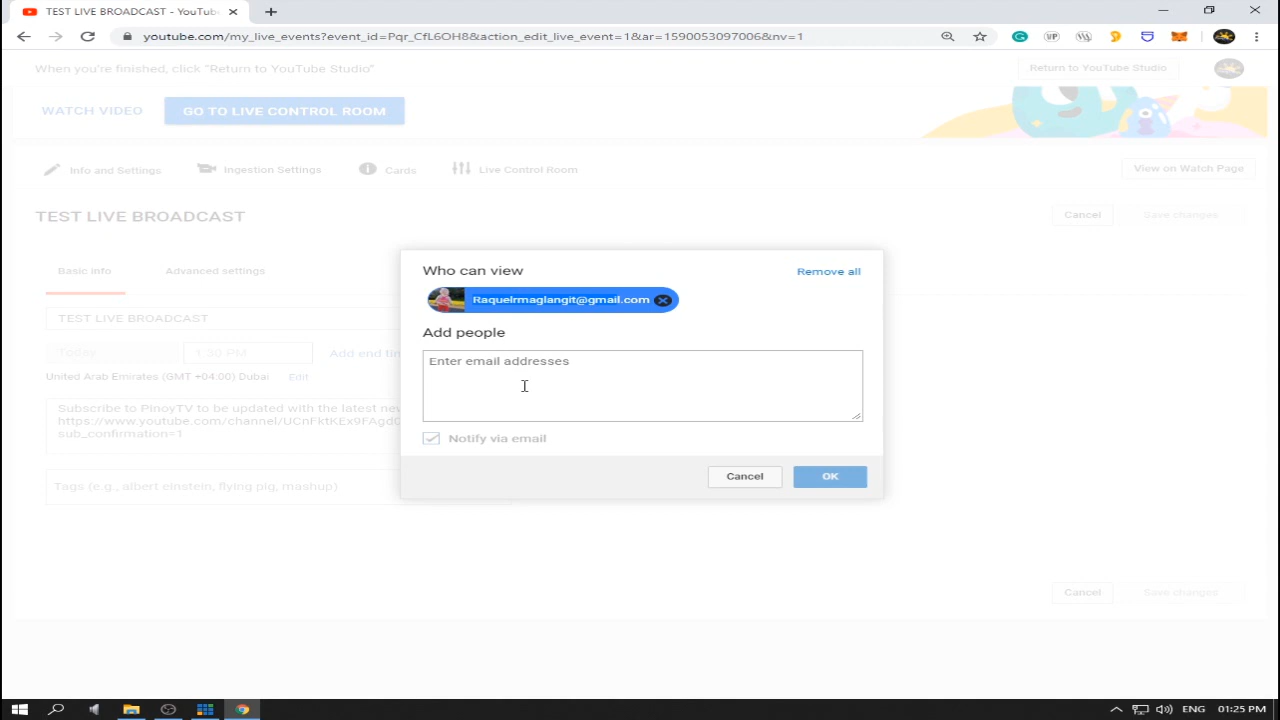 TEST LIVE BROADCAST - YouTub
youtube.com/my_live_events?event_id=Pqr_CfL6OH8&action_edit_live_event=1&ar=1590053097006&nv=1
When you're finished, click "Return to YouTube Studio"
Return to YouTube Studio
WATCH VIDEO
GO TO LIVE CONTROL ROOM
Info and Settings
Ingestion Settings
Cards
Live Control Room
View on Watch Page
TEST LIVE BROADCAST
Cancel
Save changes
Basic info
Advanced settings
TEST LIVE BROADCAST
Today
1:30 PM
Add end tim
United Arab Emirates (GMT +04:00) Dubai
Edit
Subscribe to PinoyTV to be updated with the latest new
https://www.youtube.com/channel/UCnFktKEx9FAgd0
sub_confirmation=1
Tags (e.g., albert einstein, flying pig, mashup)
Who can view
Remove all
Raquelrmaglangit@gmail.com
Add people
Enter email addresses
Notify via email
Cancel
OK
Cancel
Save changes
ENG
01:25 PM